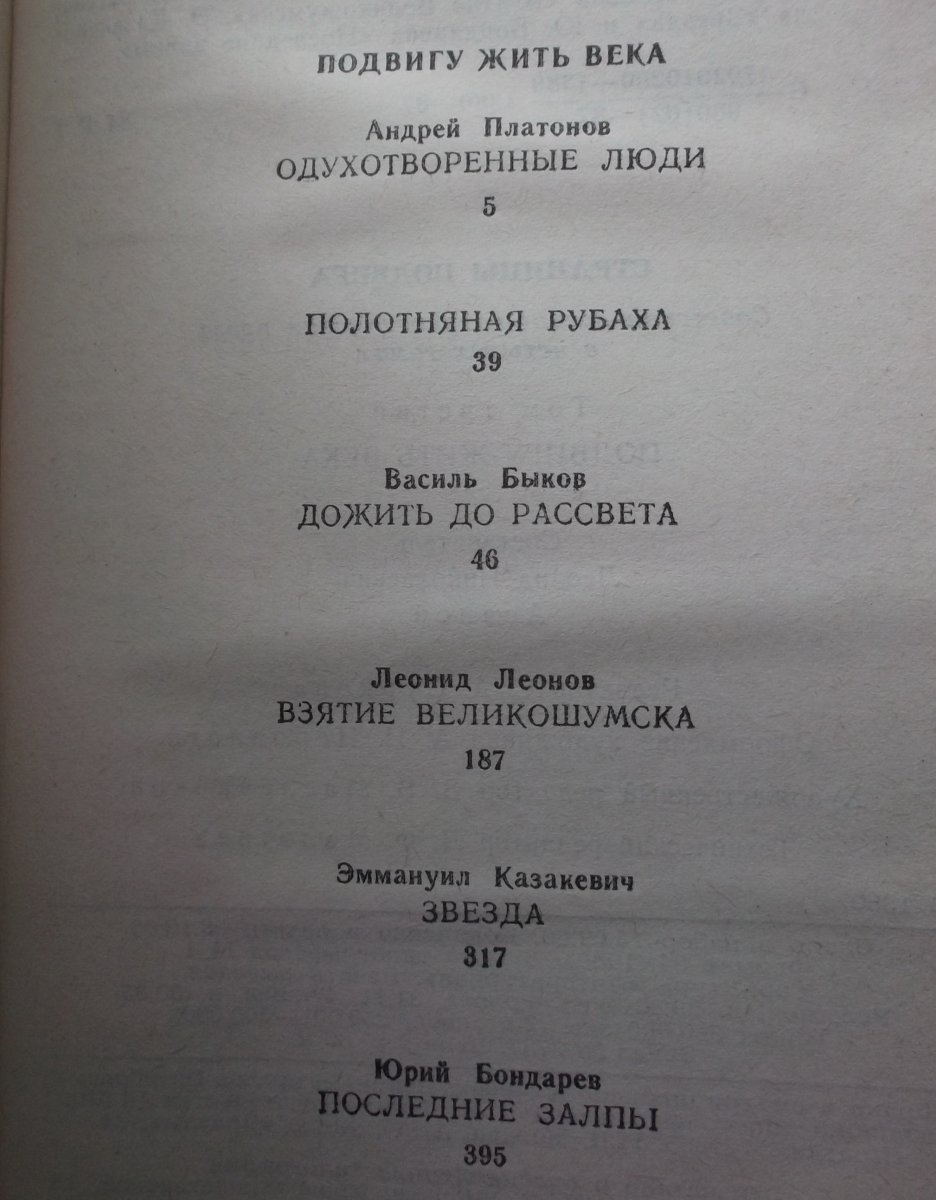 ПОДВИГУ ЖИТЬ ВЕКА
Андрей Платонов
ОДУХОТВОРЕННЫЕ ЛЮДИ
5
ПОЛОТНЯНАЯ РУБАХА
39
Василь Быков
ДОЖИТЬ ДО РАССВЕТА
46
Леонид Леонов
ВЗЯТИЕ ВЕЛИКОШУМСКА
187
Эммануил Казакевич
ЗВЕЗДА
317
Юрий Бондарев
ПОСЛЕДНИЕ ЗАЛПЫ
395